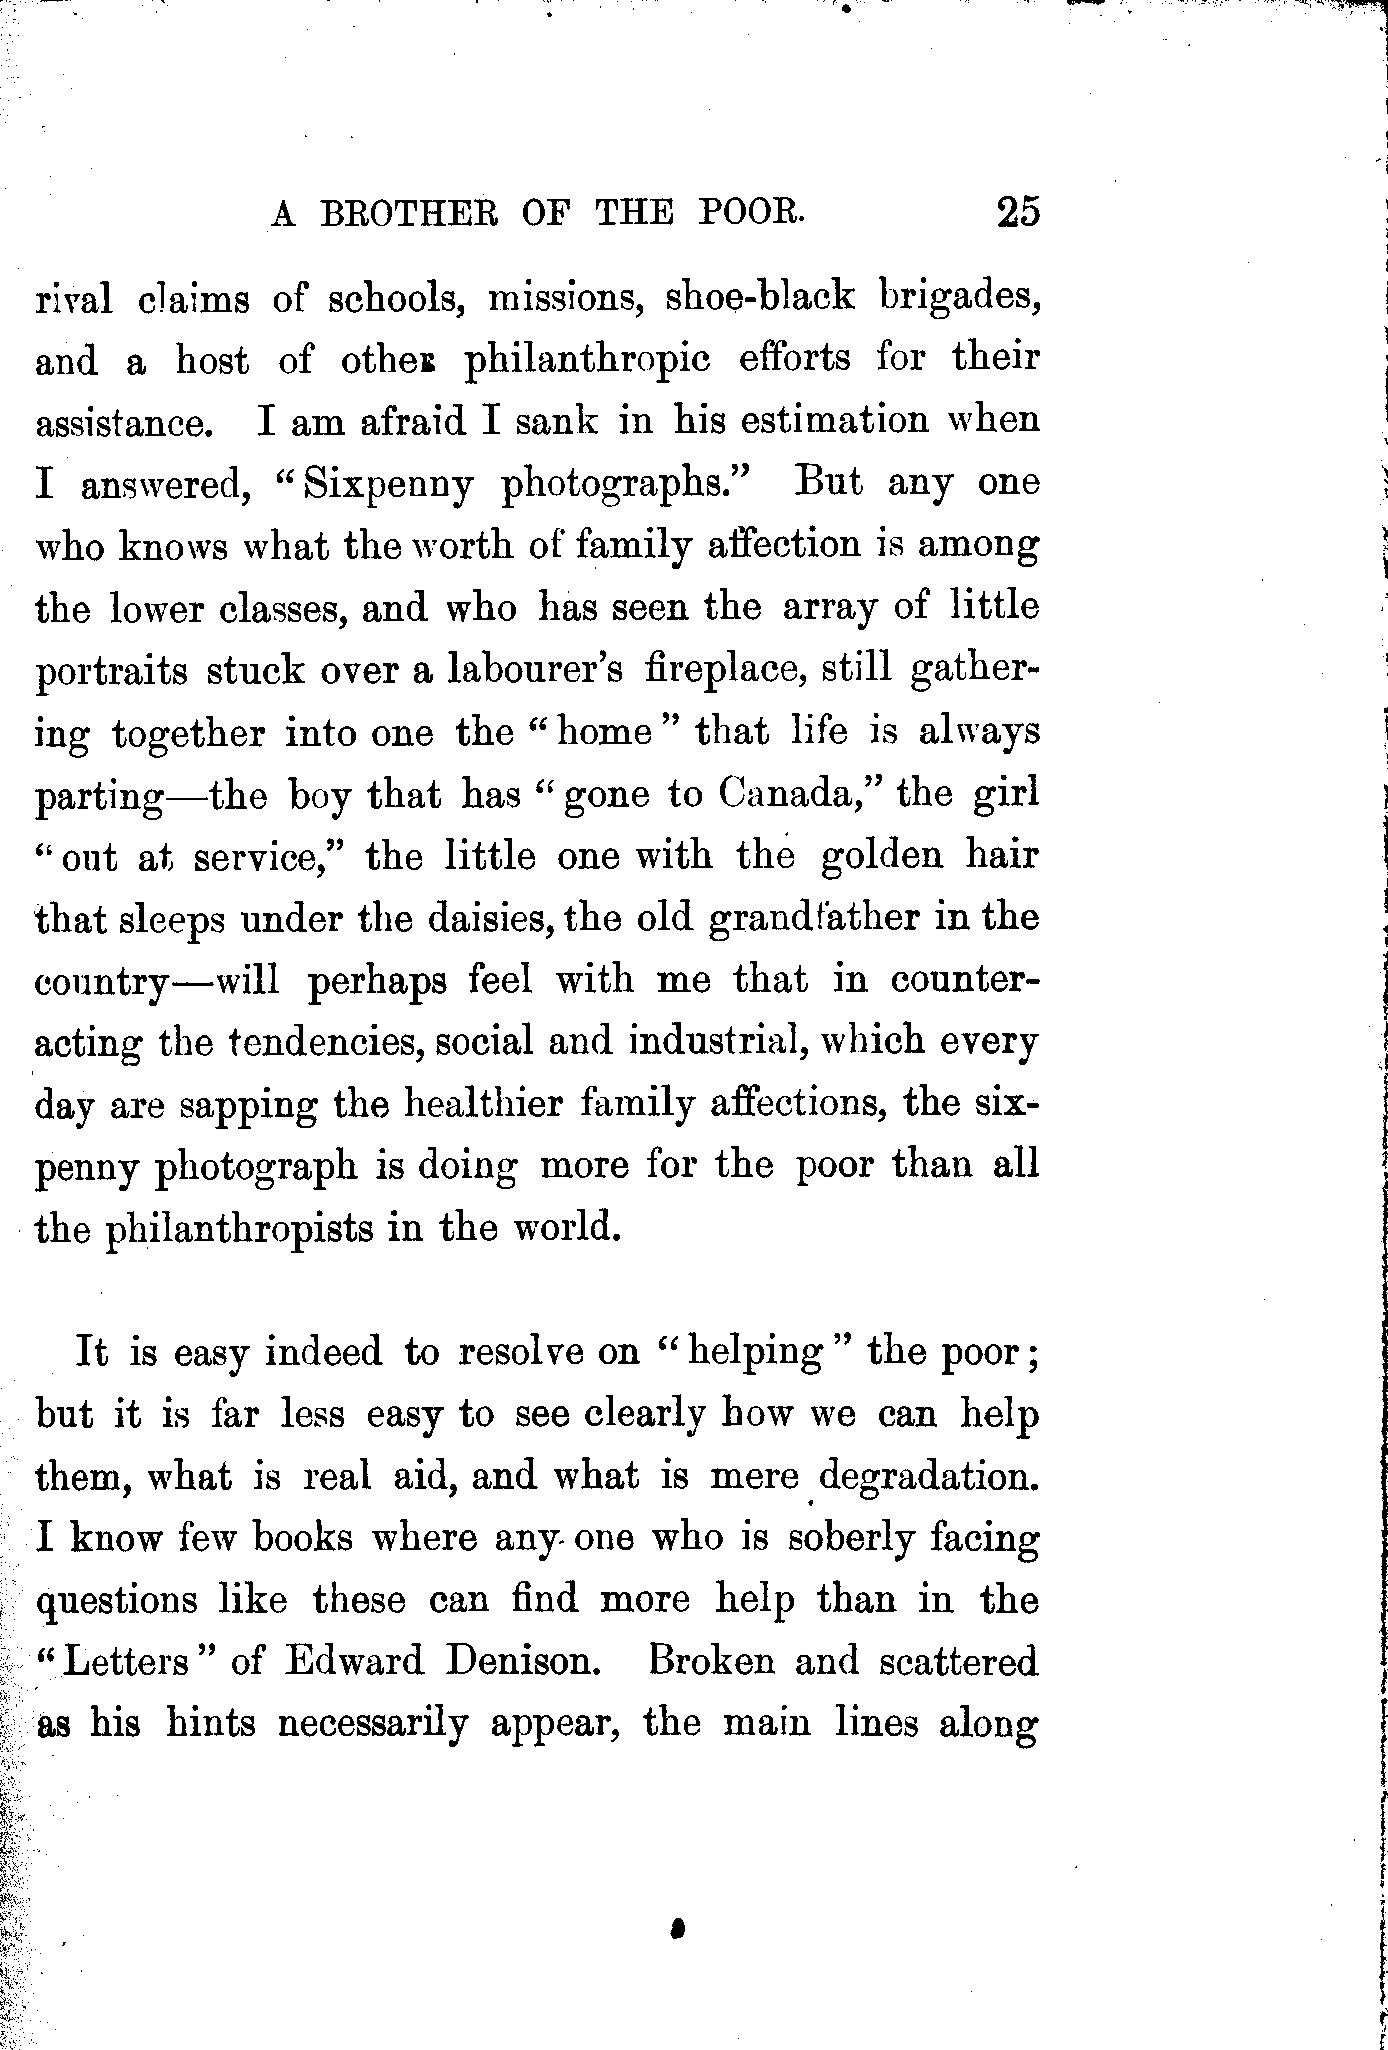 A BROTHER OF THE POOR. 25
rival claims of schools, missions, shoe-black brigades,
and a host of other philanthropic efforts for their
assistance. I am afraid I sank in his estimation when
I answered, “Sixpenny photographs.” But any one
who knows what the worth of family affection is among
the lower classes, and who has seen the array of little
portraits stuck over a labourer’s fireplace, still gather-
ing together into one the “home” that life is always
parting—the boy that has “gone to Canada,” the girl
“out at service,” the little one with the golden hair
that sleeps under the daisies, the old grandfather in the
country—will perhaps feel with me that in counter-
acting the tendencies, social and industrial, which every
day are sapping the healthier family affections, the six-
penny photograph is doing more for the poor than all
the philanthropists in the world.
It is easy indeed to resolve on “helping” the poor;
but it is far less easy to see clearly how we can help
them, what is real aid, and what is mere degradation.
I know few books where any one who is soberly facing
questions like these can find more help than in the
“Letters” of Edward Denison. Broken and scattered
as his hints necessarily appear, the main lines along